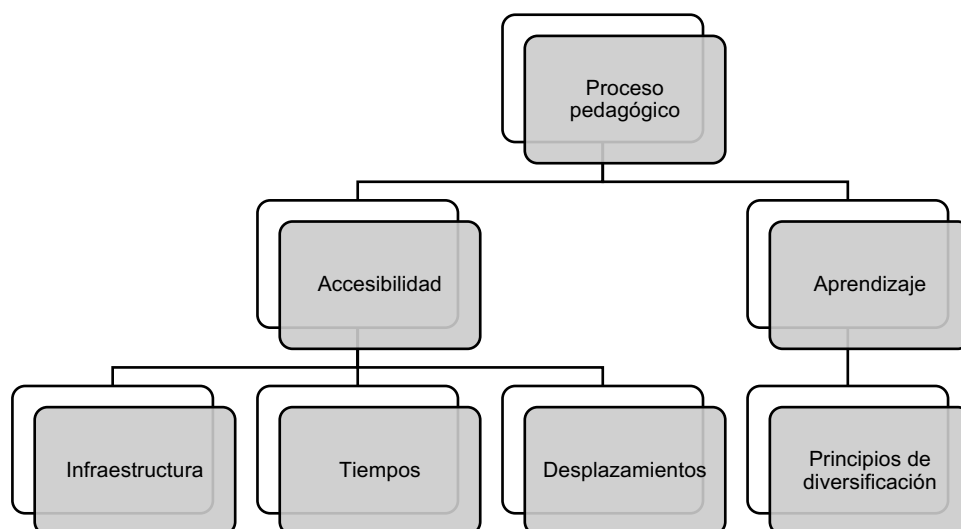 Proceso
pedagógico
Accesibilidad
Aprendizaje
Infraestructura
Tiempos
Desplazamientos
Principios de
diversificación